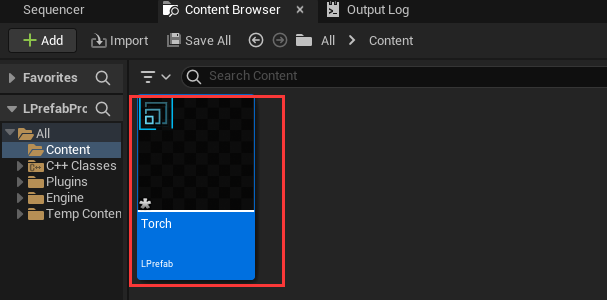 Sequencer
Content Browser
Output Log
Add
Import
Save All
All
Content
Favorites
Search Content
LPrefabPro
All
Content
C++ Classes
Plugins
Engine
Temp Conten
Torch
LPrefab